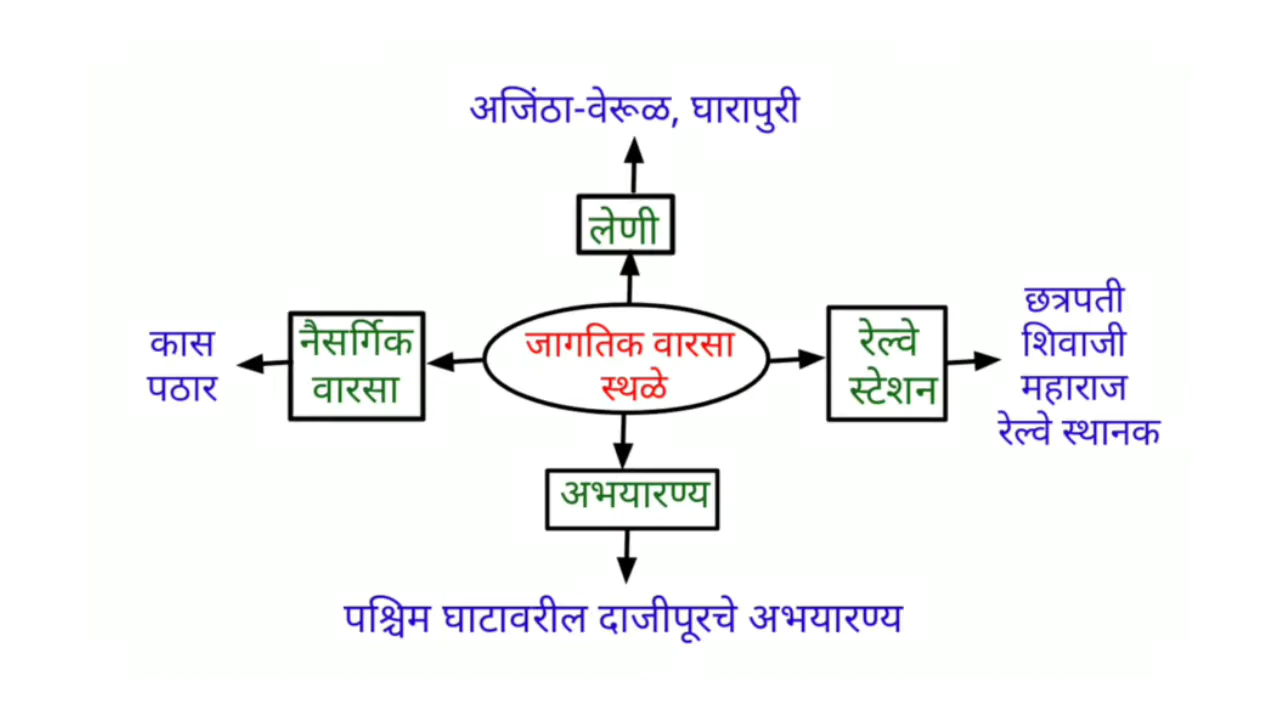 अजिंठा-वेरूळ, घारापुरी
लेणी
कास
पठार
नैसर्गिक
वारसा
जागतिक वारसा
स्थळे
रेल्वे
स्टेशन
छत्रपती
शिवाजी
महाराज
रेल्वे स्थानक
अभयारण्य
पश्चिम घाटावरील दाजीपूरचे अभयारण्य